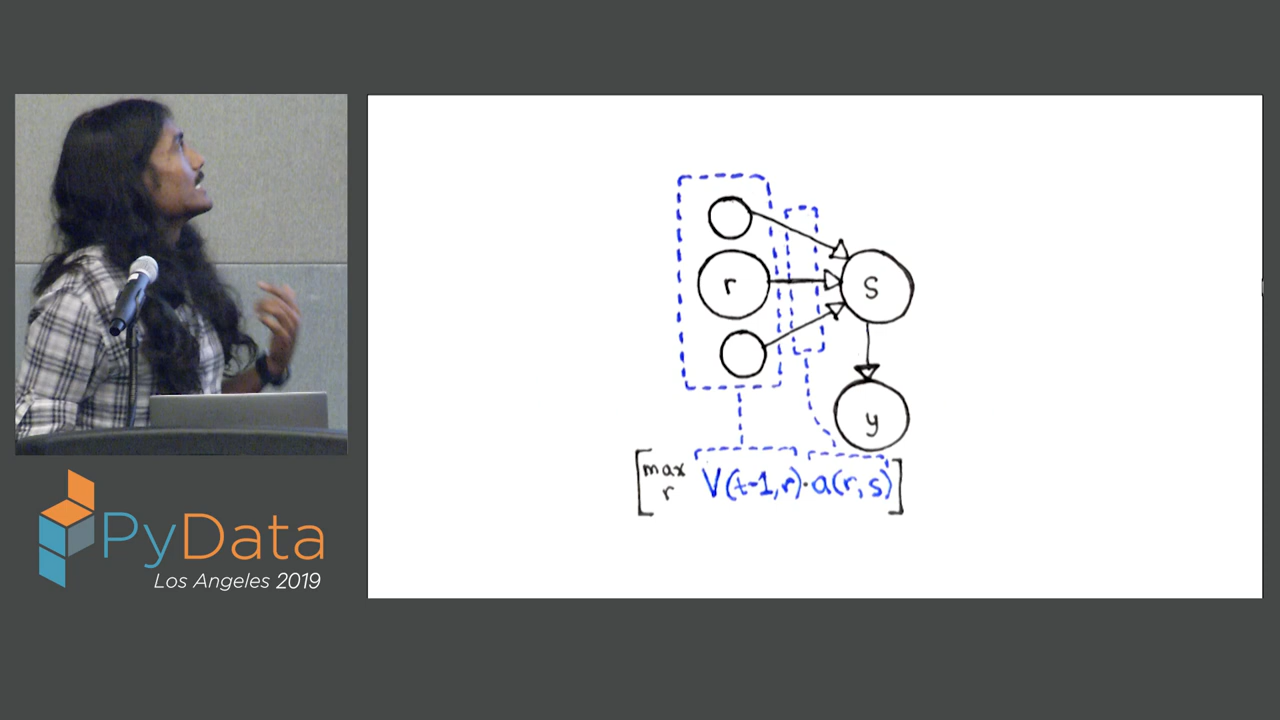 r
S
y
max V(t-1,r)·a(r,s)
r
PyData
Los Angeles 2019